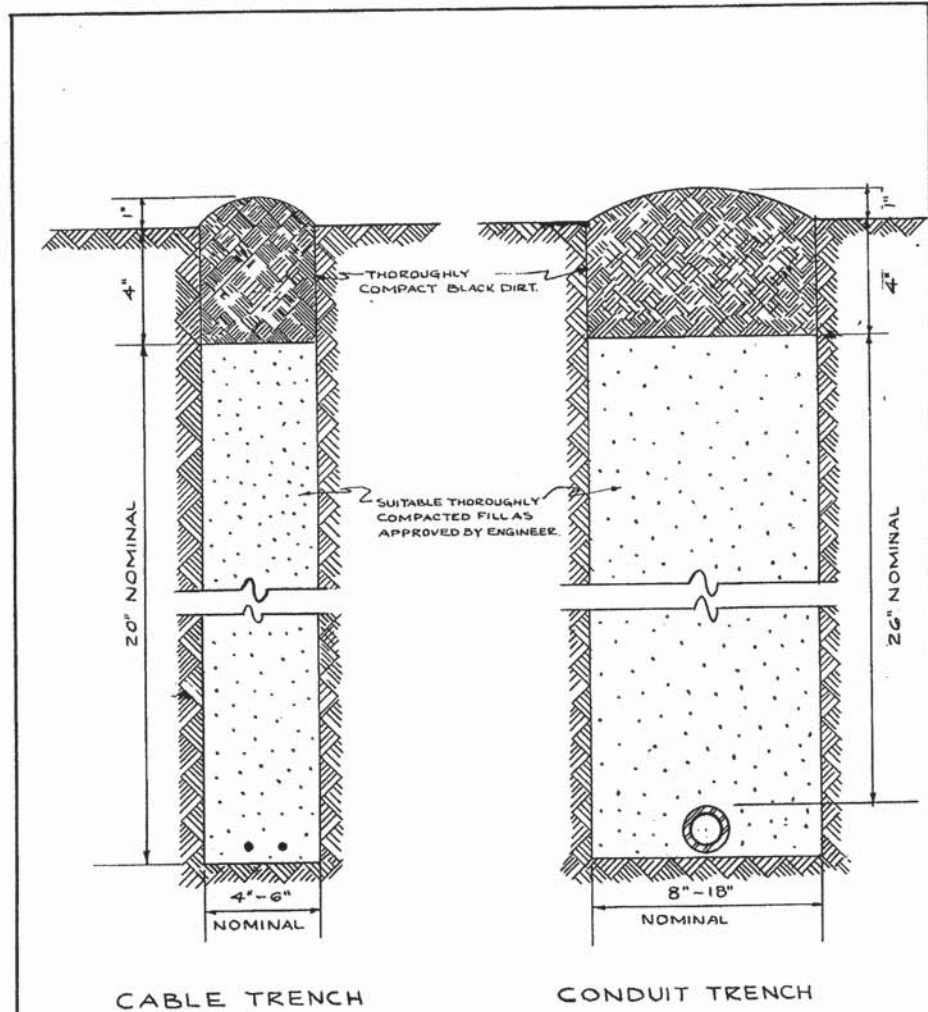 1"
4"
1"
4"
THOROUGHLY
COMPACT BLACK DIRT.
SUITABLE THOROUGHLY
COMPACTED FILL AS
APPROVED BY ENGINEER.
20" NOMINAL
26" NOMINAL
4"-6"
NOMINAL
8"-18"
NOMINAL
CABLE TRENCH
CONDUIT TRENCH